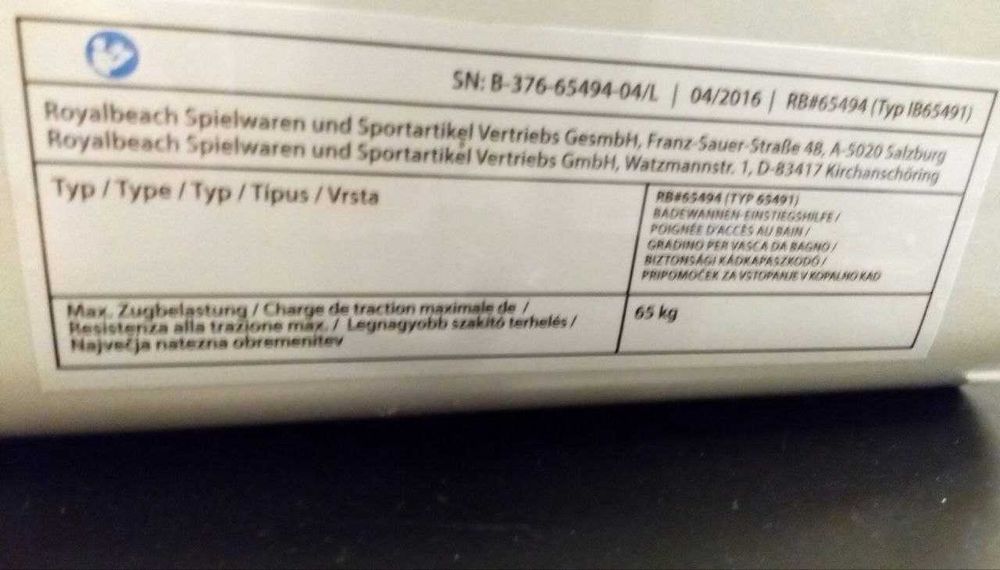 SN: B-376-65494-04/L | 04/2016 | RB#65494 (Typ IB65491)
Royalbeach Spielwaren und Sportartikel Vertriebs GesmbH, Franz-Sauer-Straße 48, A-5020 Salzburg
Royalbeach Spielwaren und Sportartikel Vertriebs GmbH, Watzmannstr. 1, D-83417 Kirchanschöring
Typ / Type / Typ / Típus / Vrsta
RB#65494 (TYP 65491)
BADEWANNEN-EINSTIEGSHILFE /
POIGNÉE D'ACCÈS AU BAIN /
GRADINO PER VASCA DA BAGNO /
BIZTONSÁGI KÁDKAPASZKODÓ /
PRIPOMOČEK ZA VSTOPANJE V KOPALNO KAD
Max. Zugbelastung / Charge de traction maximale de /
Resistenza alla trazione max. / Legnagyobb szakító terhelés /
Največja natezna obremenitev
65 kg